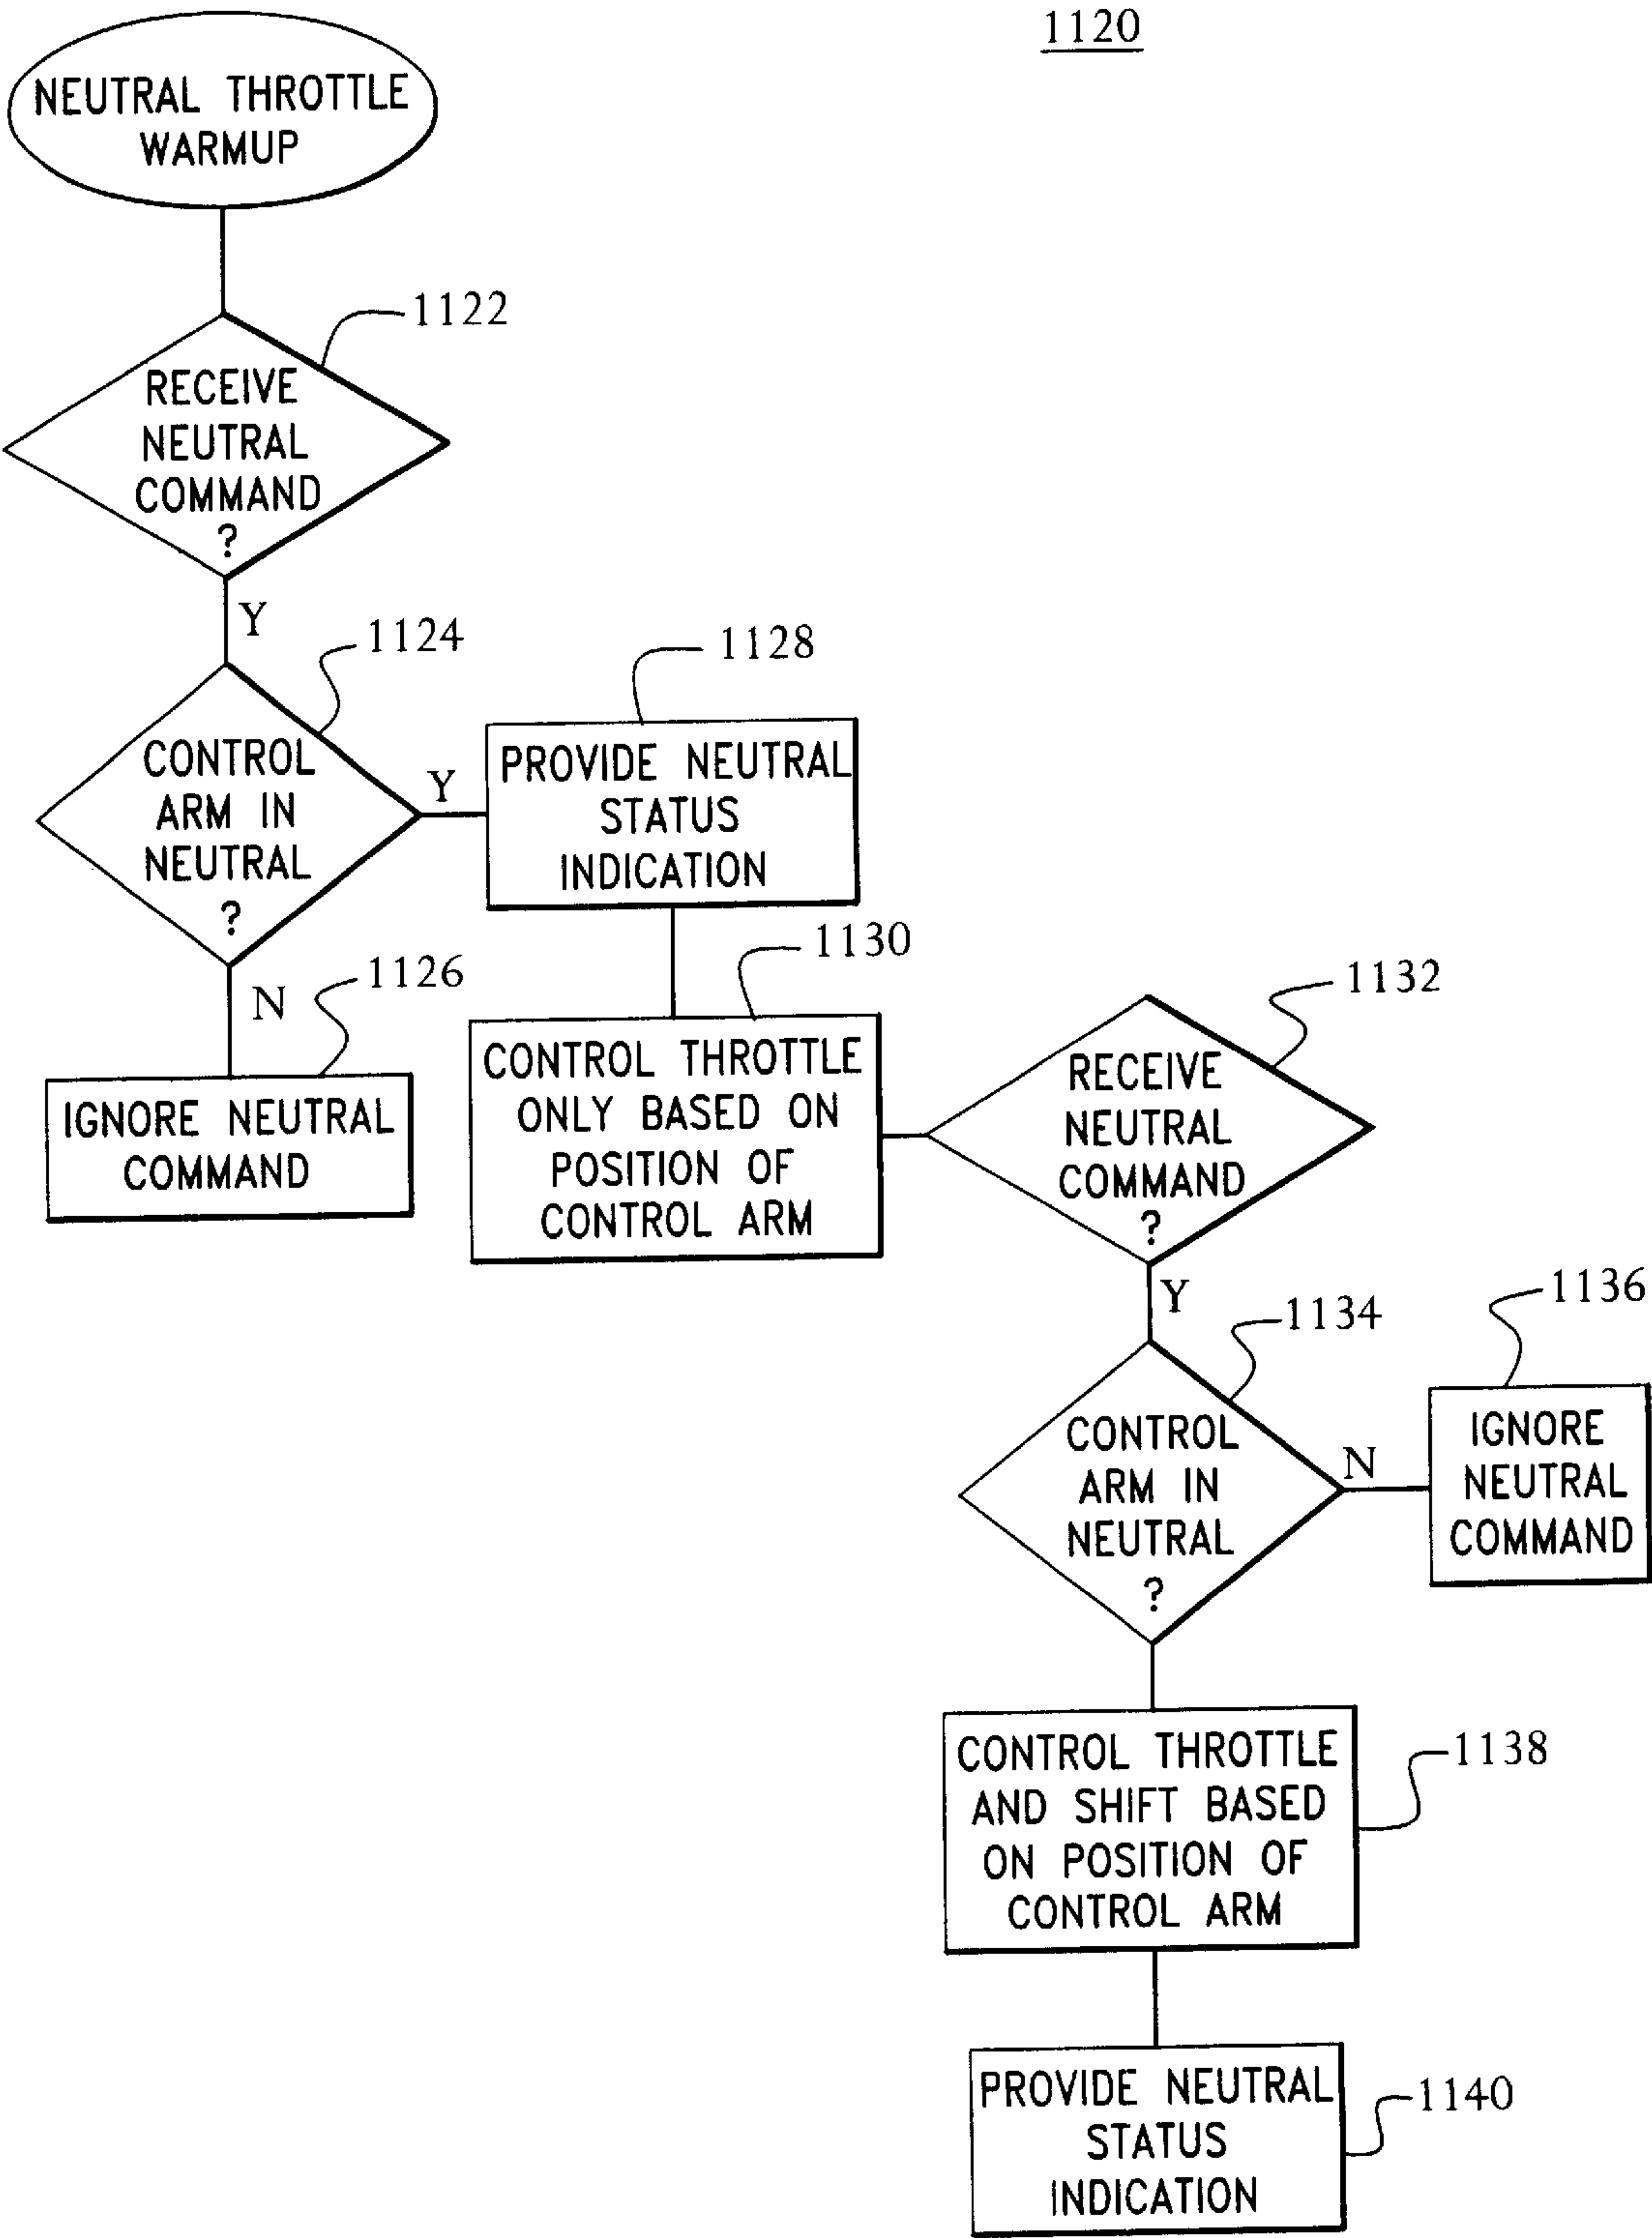 1120
NEUTRAL THROTTLE
WARMUP
1122
RECEIVE
NEUTRAL
COMMAND
?
Y
1124
CONTROL
ARM IN
NEUTRAL
?
Y
1128
PROVIDE NEUTRAL
STATUS
INDICATION
N
1126
IGNORE NEUTRAL
COMMAND
1130
CONTROL THROTTLE
ONLY BASED ON
POSITION OF
CONTROL ARM
1132
RECEIVE
NEUTRAL
COMMAND
?
Y
1134
CONTROL
ARM IN
NEUTRAL
?
N
1136
IGNORE
NEUTRAL
COMMAND
CONTROL THROTTLE
AND SHIFT BASED
ON POSITION OF
CONTROL ARM
1138
PROVIDE NEUTRAL
STATUS
INDICATION
1140